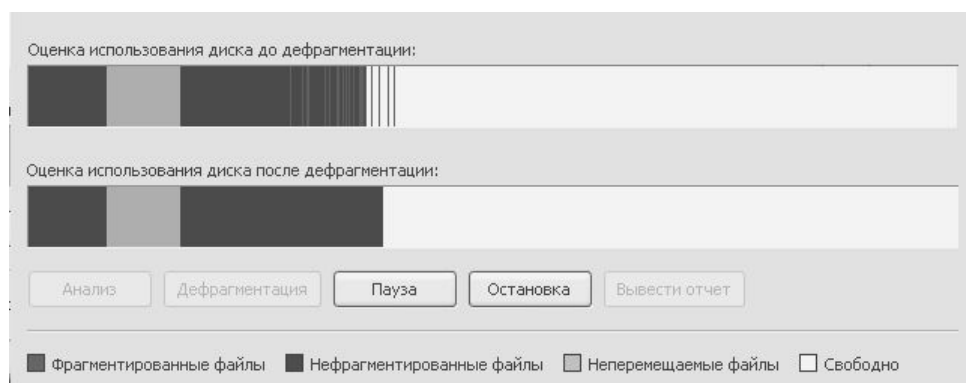 Оценка использования диска до дефрагментации:
Оценка использования диска после дефрагментации:
Анализ Дефрагментация Пауза Остановка Вывести отчет
Фрагментированные файлы Нефрагментированные файлы Неперемещаемые файлы Свободно